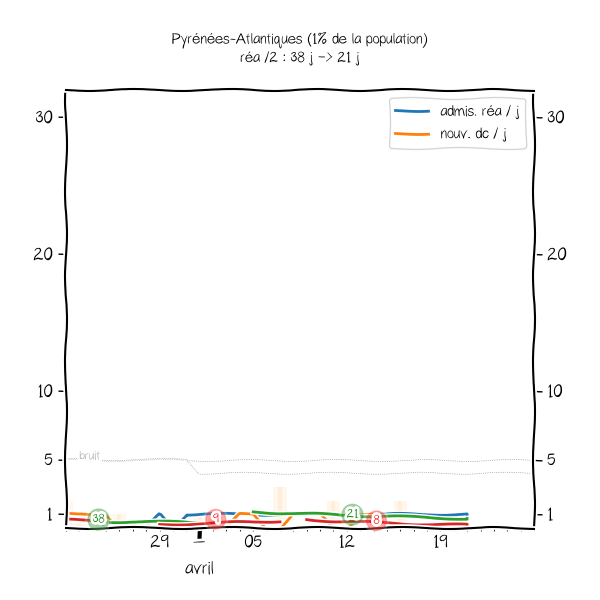 Pyrénées-Atlantiques (1% de la population)
réa /2 : 38 j -> 21 j
admis. réa / j
nouv. dc / j
30 30
20 20
10 10
5 bruit 5
1 38 9 21 8 1
29 1 05 12 19
avril